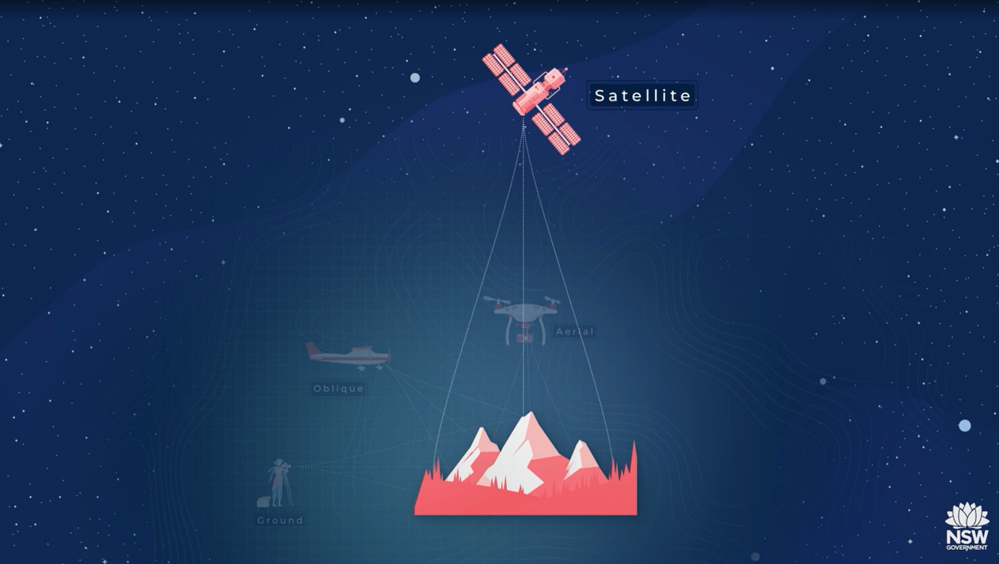 Satellite
Aerial
Oblique
Ground
NSW
GOVERNMENT